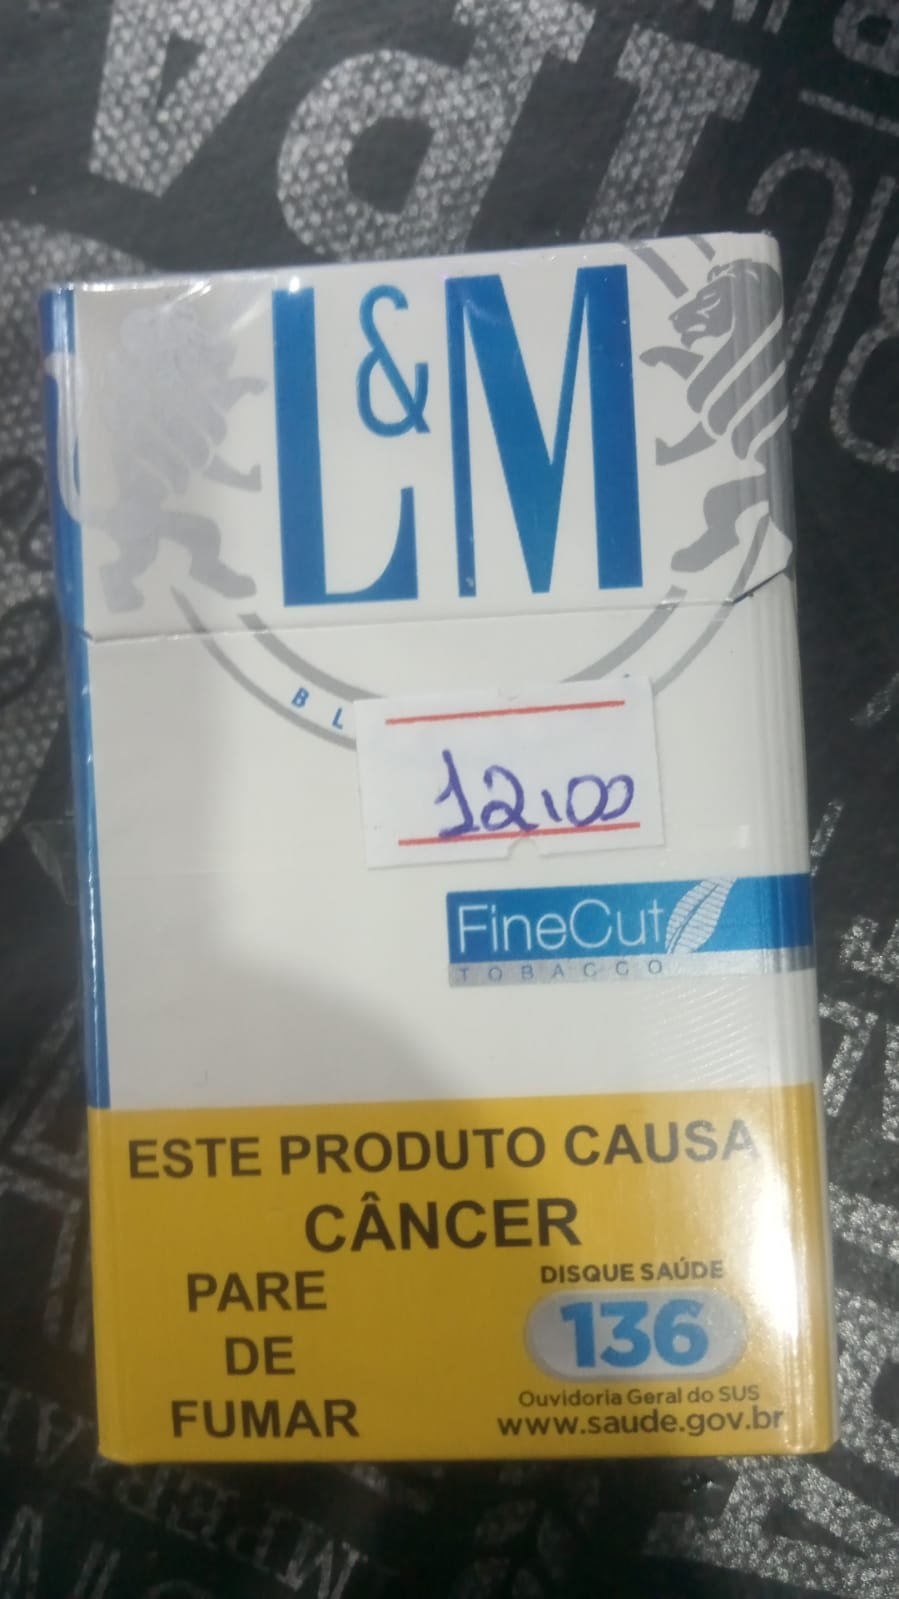 L&M
BL
12,00
FineCut
TOBACCO
ESTE PRODUTO CAUSA
CÂNCER
PARE
DE
FUMAR
DISQUE SAÚDE
136
Ouvidoria Geral do SUS
www.saude.gov.br